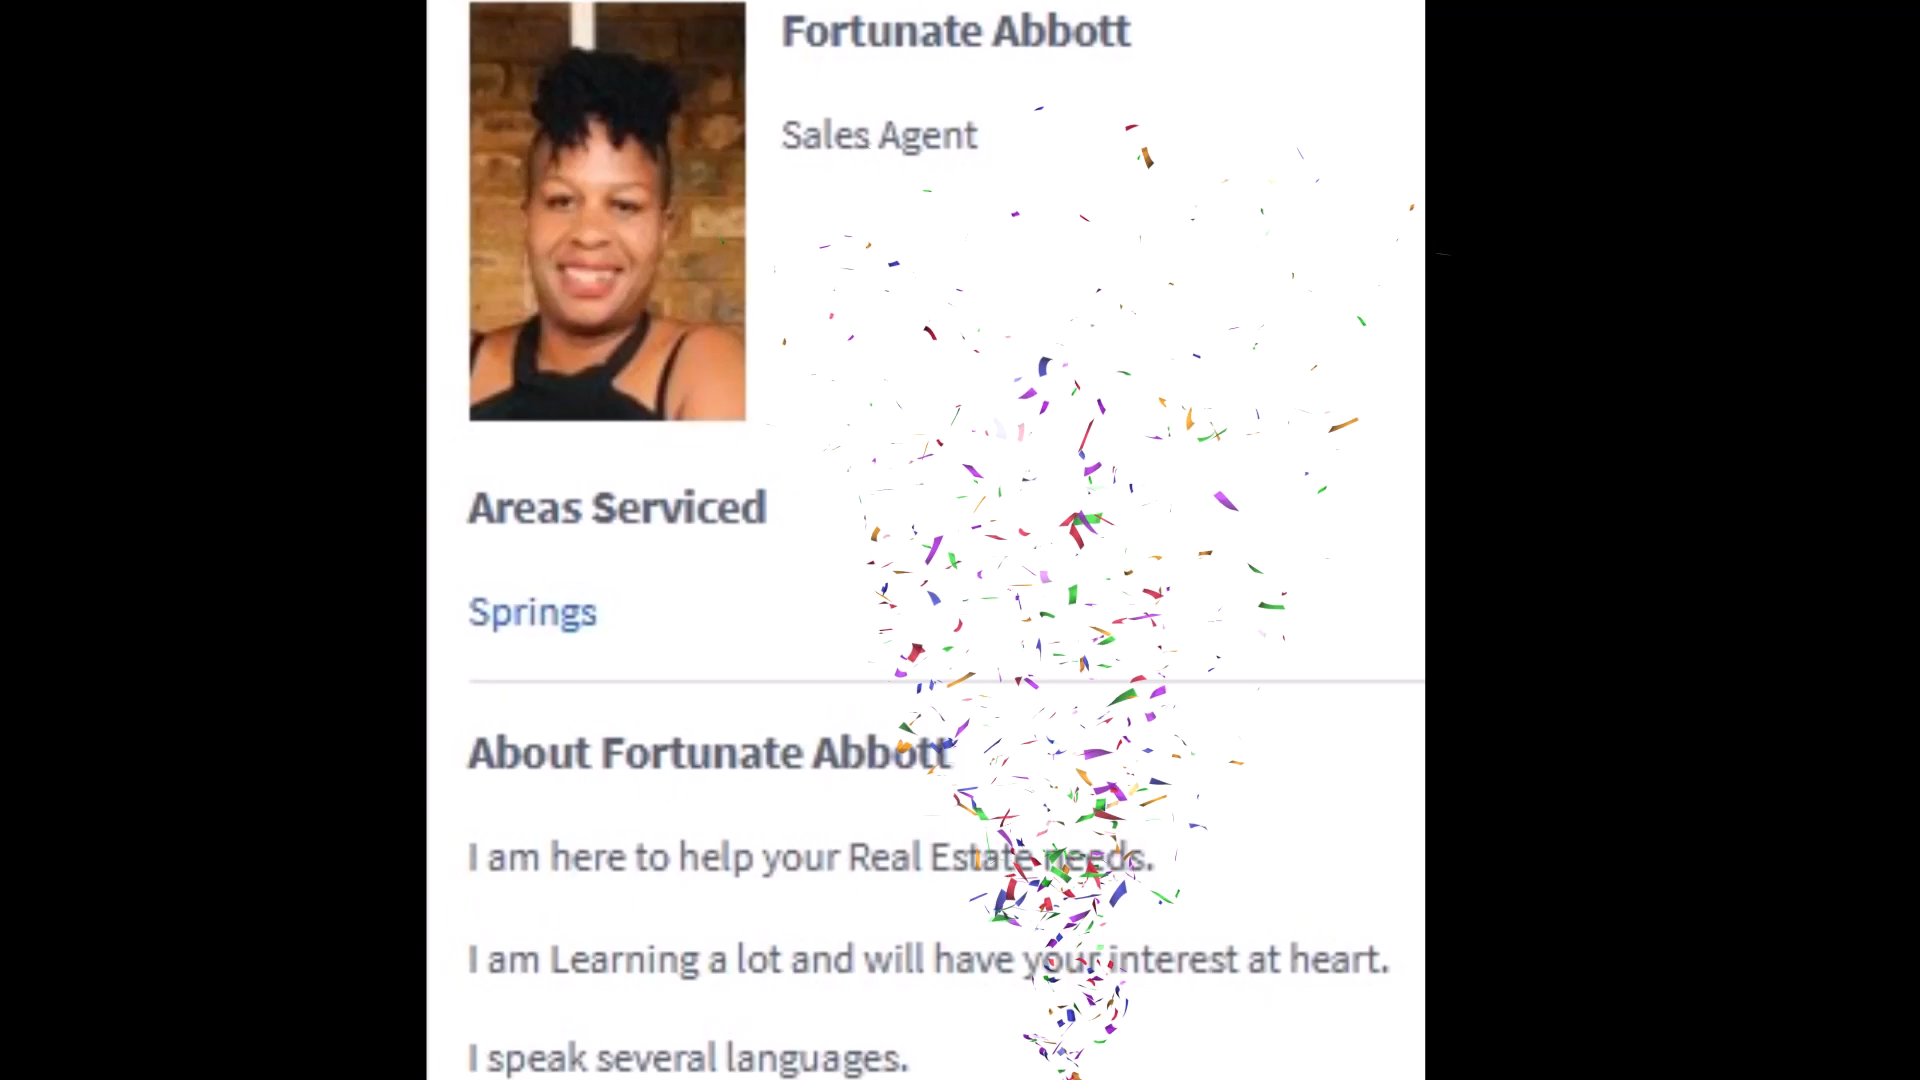 Fortunate Abbott
Sales Agent
Areas Serviced
Springs
About Fortunate Abbott
I am here to help your Real Estate needs.
I am Learning a lot and will have your interest at heart.
I speak several languages.